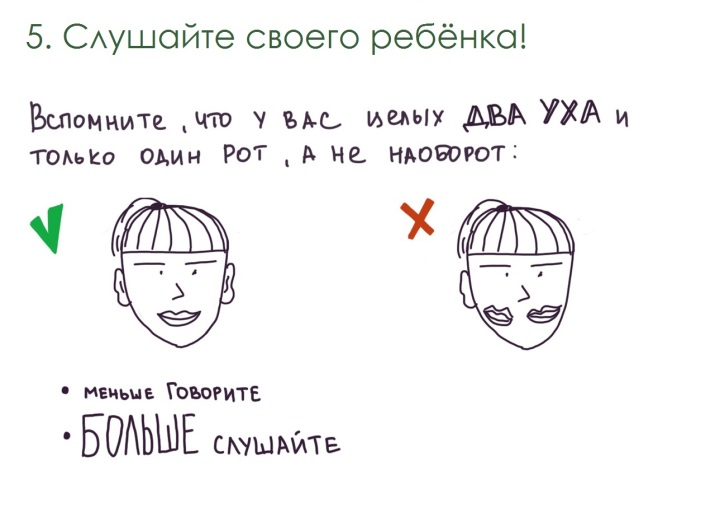 5. Слушайте своего ребёнка!
Вспомните, что у вас целых ДВА УХА и
только один рот, а не наоборот:
• меньше говорите
• БОЛЬШЕ слушайте